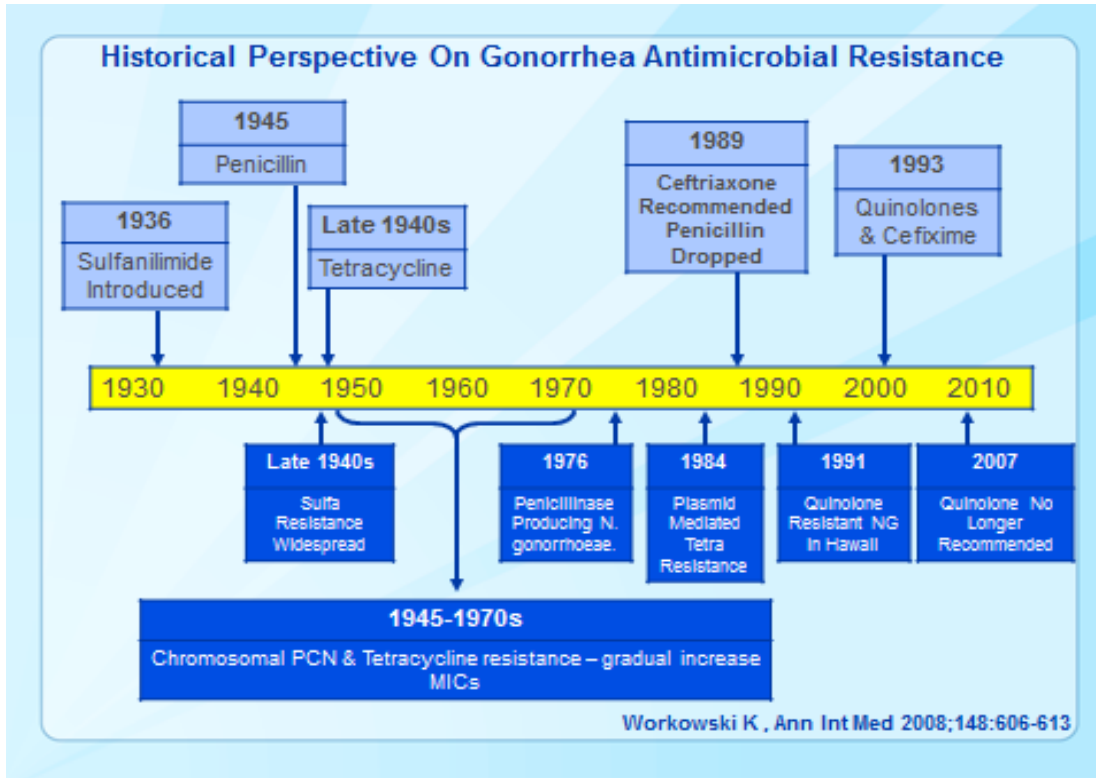 Historical Perspective On Gonorrhea Antimicrobial Resistance
1945
Penicillin
1936
Sulfanilimide
Introduced
Late 1940s
Tetracycline
1989
Ceftriaxone
Recommended
Penicillin
Dropped
1993
Quinolones
& Cefixime
1930 1940 1950 1960 1970 1980 1990 2000 2010
Late 1940s
Sulfa
Resistance
Widespread
1976
Penicillinase
Producing N.
gonorrhoeae.
1984
Plasmid
Mediated
Tetra
Resistance
1991
Quinolone
Resistant NG
in Hawaii
2007
Quinolone No
Longer
Recommended
1945-1970s
Chromosomal PCN & Tetracycline resistance – gradual increase
MICs
Workowski K , Ann Int Med 2008;148:606-613